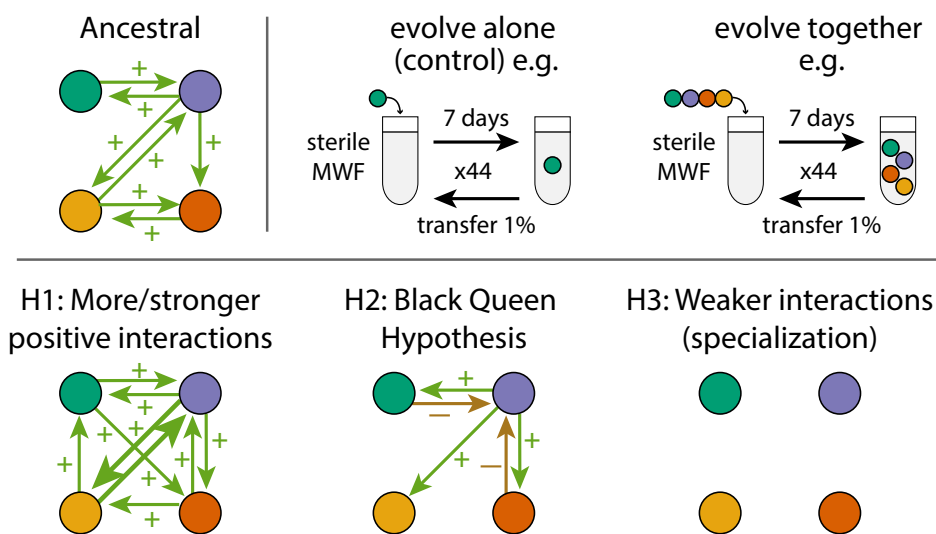 Ancestral
+
+
+
+
+
+
+
evolve alone
(control) e.g.
sterile
MWF
7 days
x44
transfer 1%
evolve together
e.g.
sterile
MWF
7 days
x44
transfer 1%
H1: More/stronger
positive interactions
+
+
+
+
+
+
+
+
+
H2: Black Queen
Hypothesis
+
−
+
+
−
H3: Weaker interactions
(specialization)